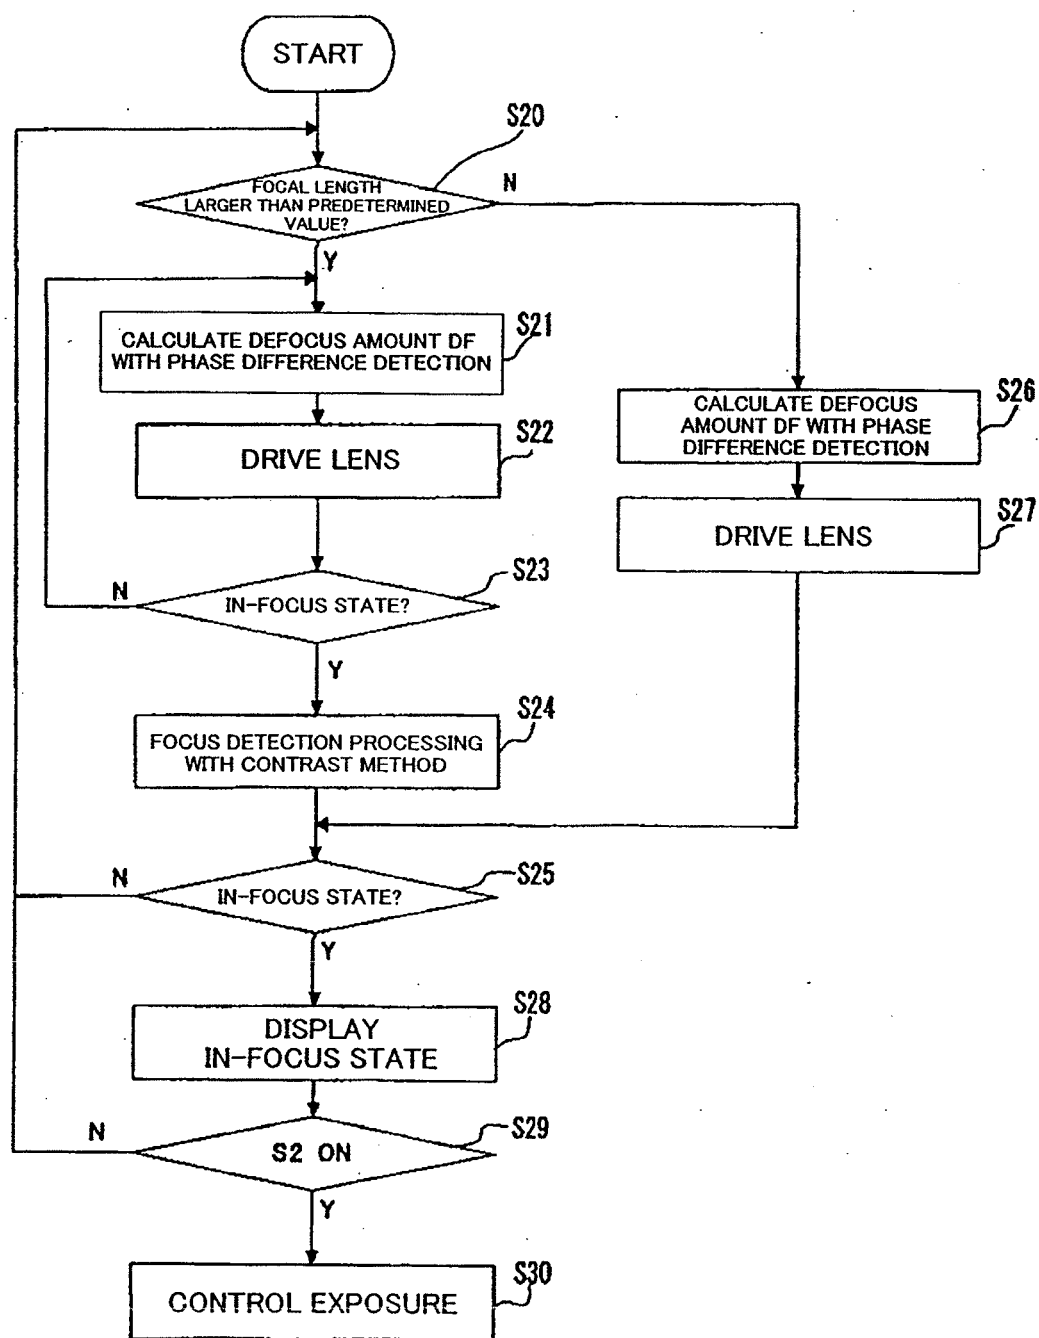 START
S20
FOCAL LENGTH
LARGER THAN PREDETERMINED
VALUE?
N
Y
S21
CALCULATE DEFOCUS AMOUNT DF
WITH PHASE DIFFERENCE DETECTION
S26
CALCULATE DEFOCUS
AMOUNT DF WITH PHASE
DIFFERENCE DETECTION
S22
DRIVE LENS
S27
DRIVE LENS
S23
IN-FOCUS STATE?
N
Y
S24
FOCUS DETECTION PROCESSING
WITH CONTRAST METHOD
S25
IN-FOCUS STATE?
N
Y
S28
DISPLAY
IN-FOCUS STATE
S29
S2 ON
N
Y
S30
CONTROL EXPOSURE